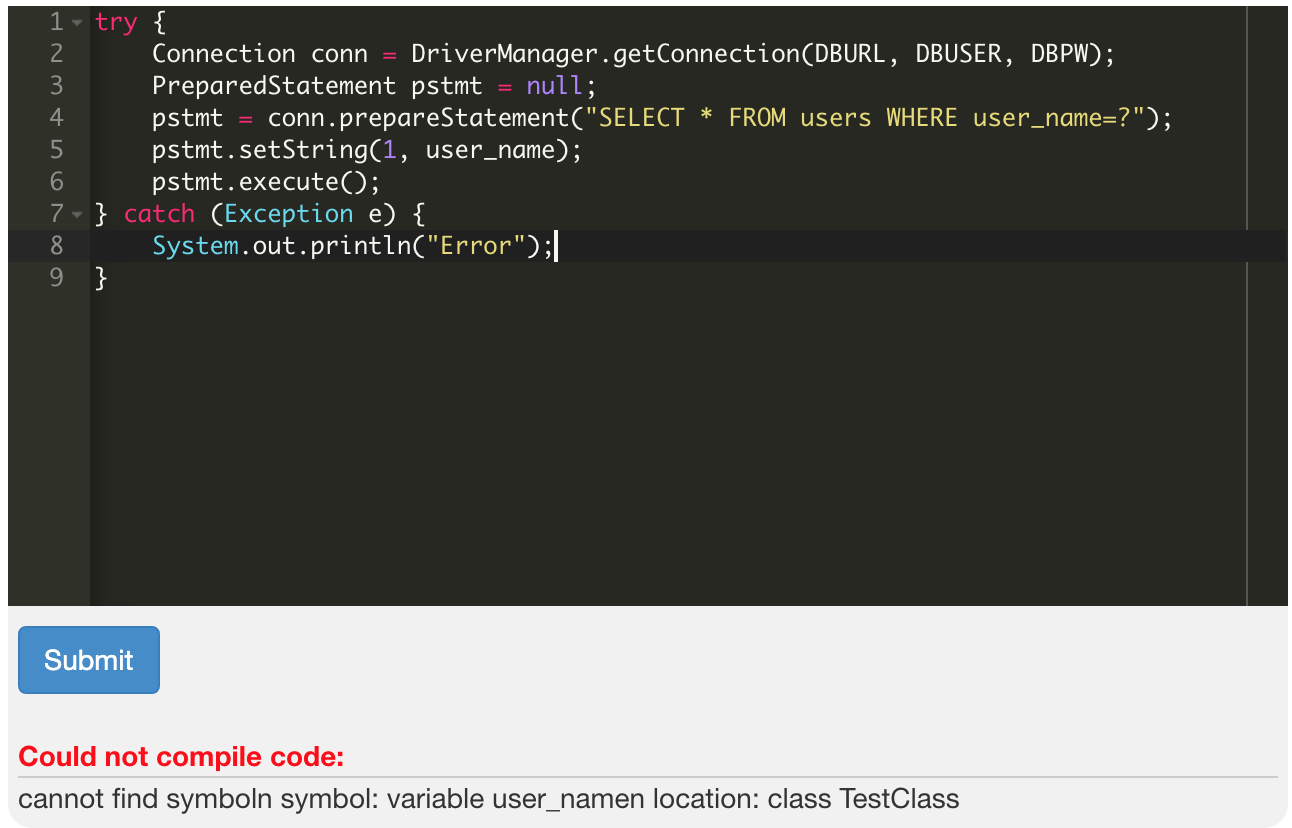 1 try {
2 Connection conn = DriverManager.getConnection(DBURL, DBUSER, DBPW);
3 PreparedStatement pstmt = null;
4 pstmt = conn.prepareStatement("SELECT * FROM users WHERE user_name=?");
5 pstmt.setString(1, user_name);
6 pstmt.execute();
7 } catch (Exception e) {
8 System.out.println("Error");
9 }
Submit
Could not compile code:
cannot find symboln symbol: variable user_namen location: class TestClass